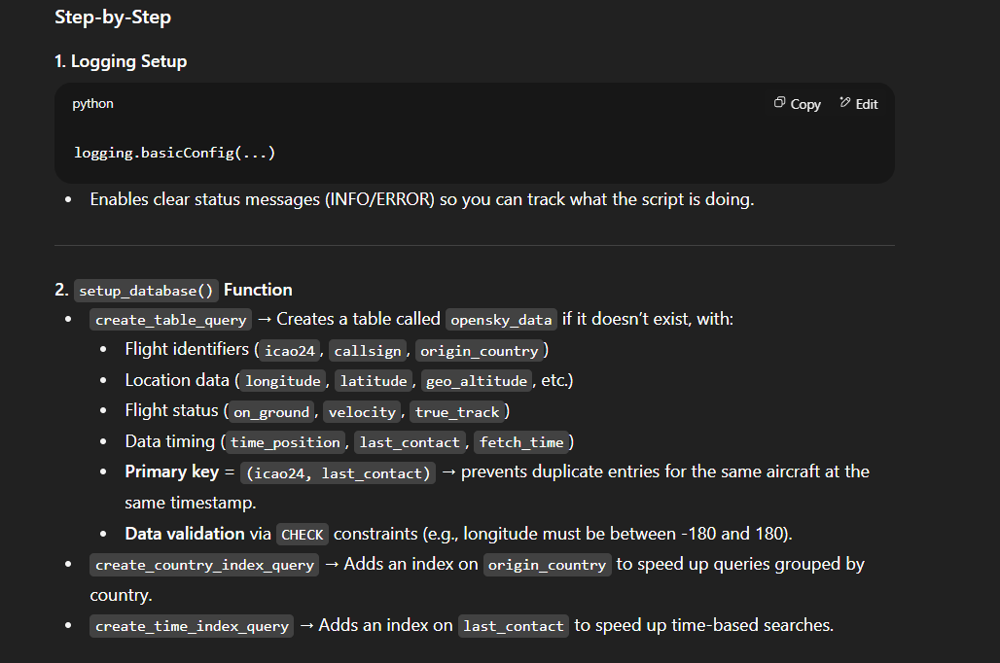 Step-by-Step
1. Logging Setup
python
Copy Edit
logging.basicConfig(...)
• Enables clear status messages (INFO/ERROR) so you can track what the script is doing.
2. setup_database() Function
• create_table_query → Creates a table called opensky_data if it doesn’t exist, with:
• Flight identifiers (icao24, callsign, origin_country)
• Location data (longitude, latitude, geo_altitude, etc.)
• Flight status (on_ground, velocity, true_track)
• Data timing (time_position, last_contact, fetch_time)
• Primary key = (icao24, last_contact) → prevents duplicate entries for the same aircraft at the
same timestamp.
• Data validation via CHECK constraints (e.g., longitude must be between -180 and 180).
• create_country_index_query → Adds an index on origin_country to speed up queries grouped by
country.
• create_time_index_query → Adds an index on last_contact to speed up time-based searches.